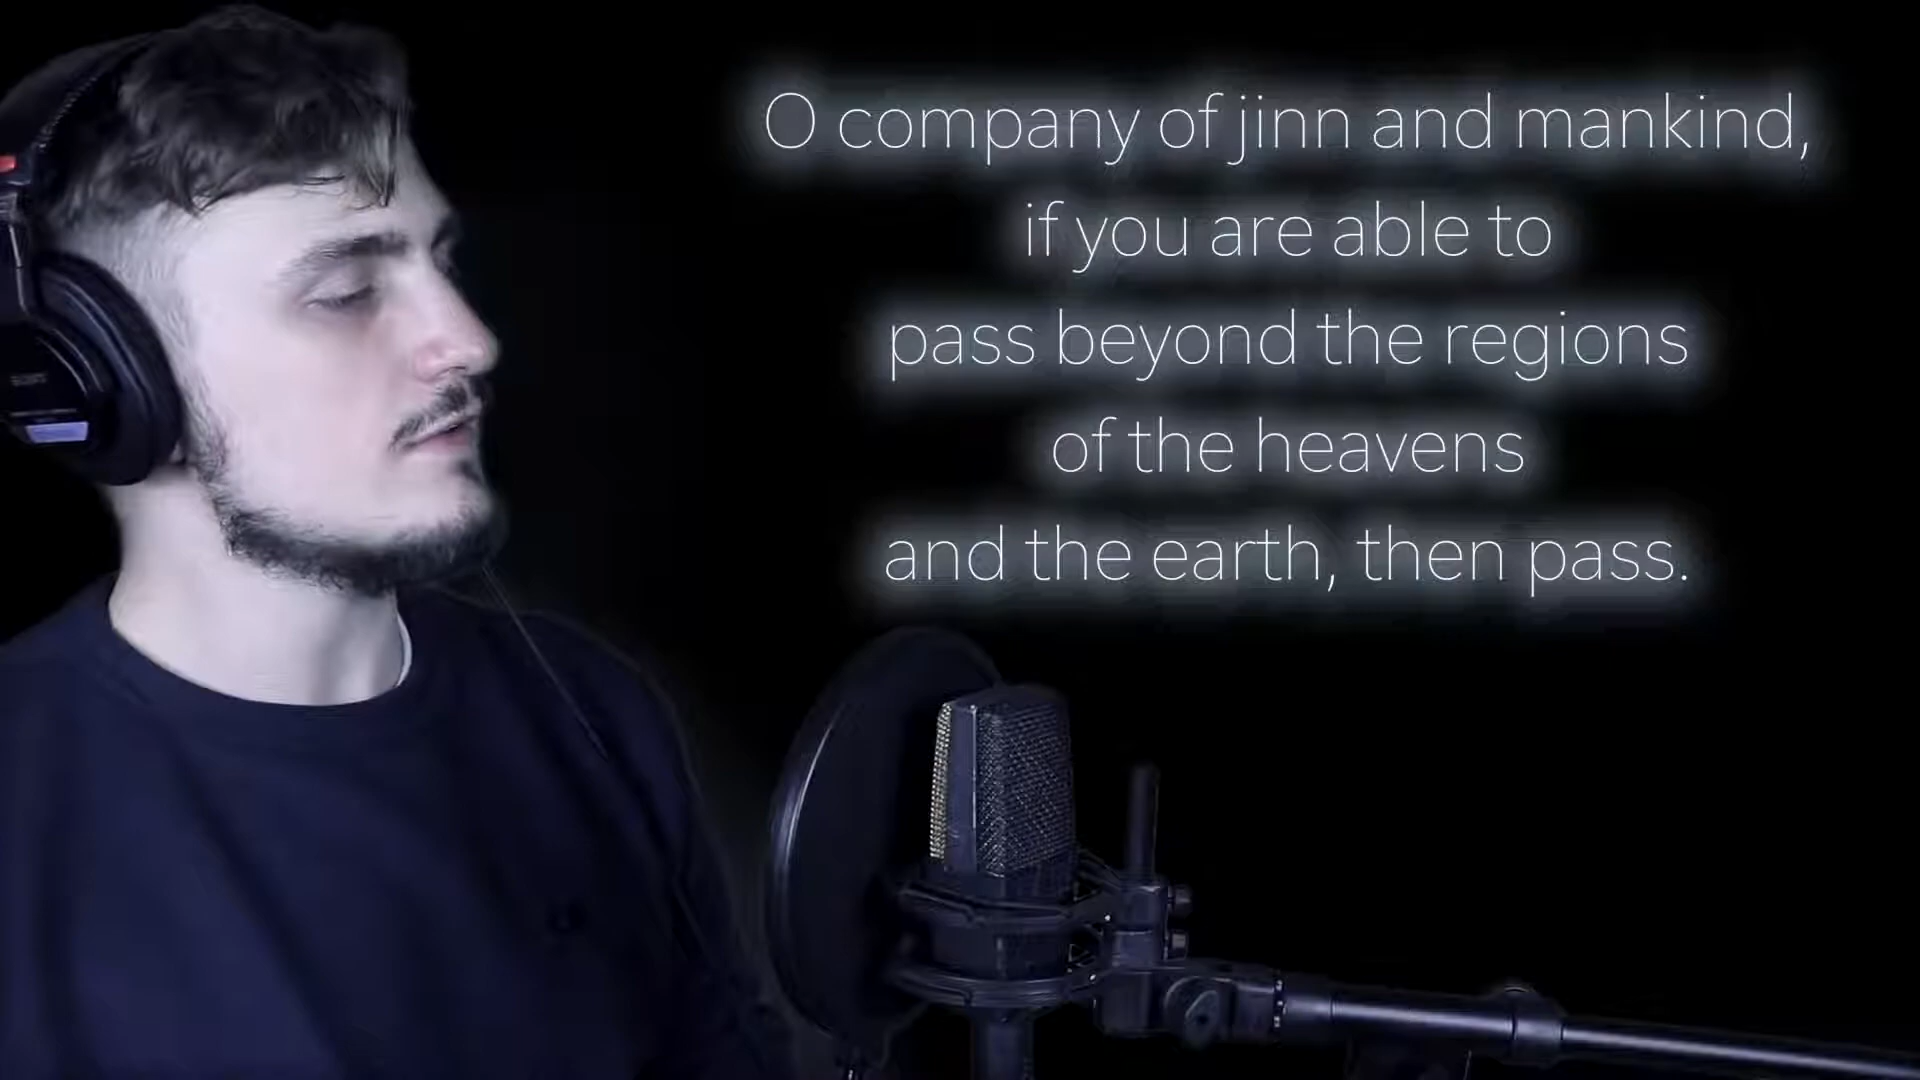 O company of jinn and mankind,
if you are able to
pass beyond the regions
of the heavens
and the earth, then pass.